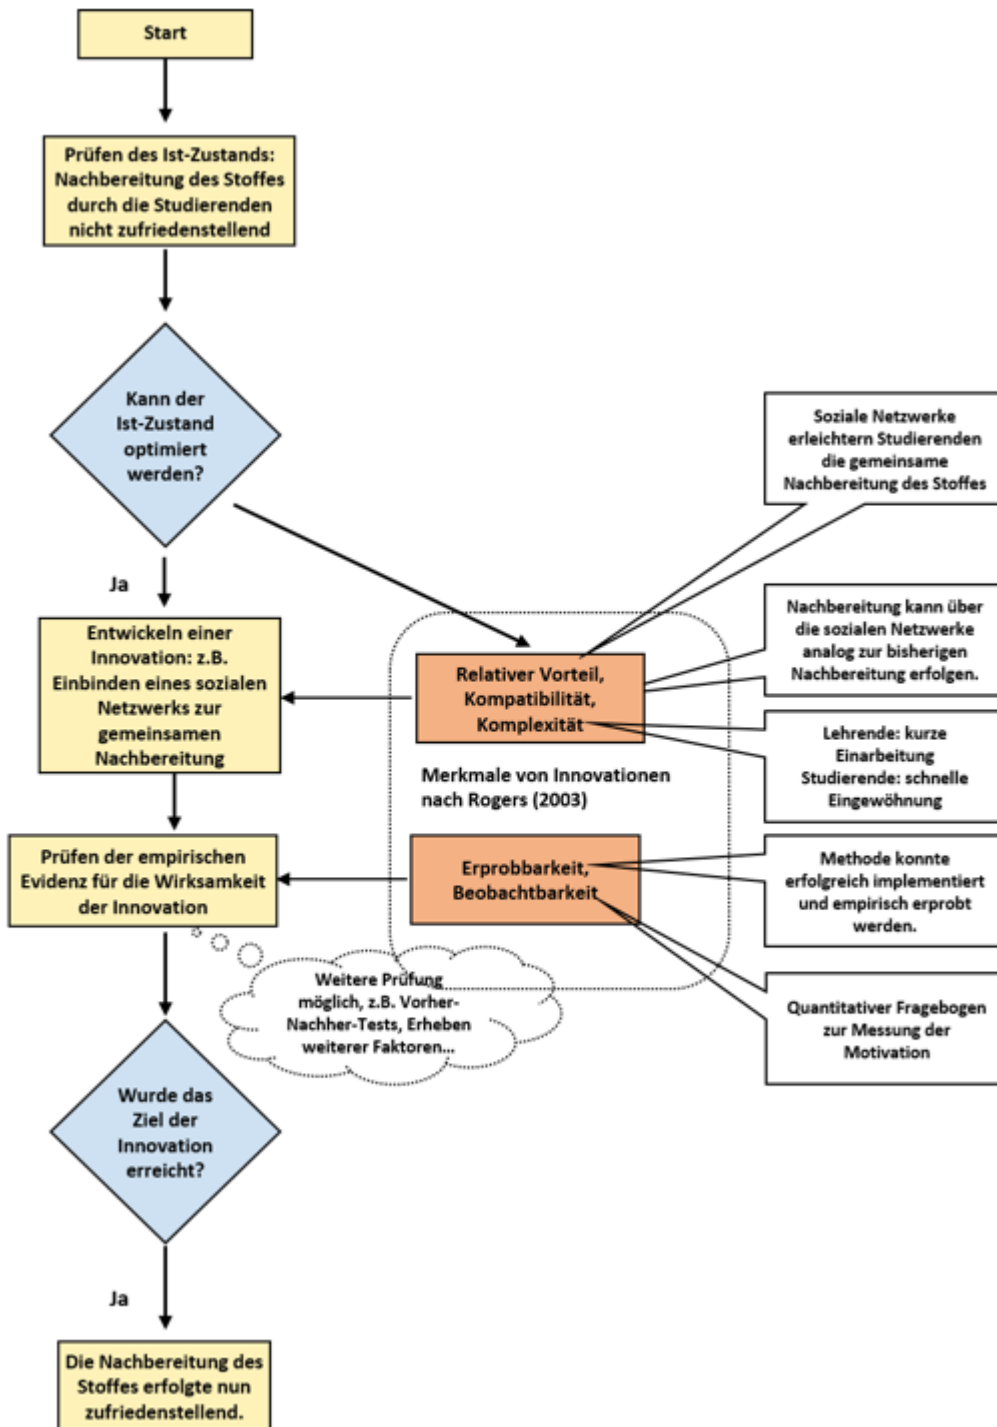 Start
Prüfen des Ist-Zustands:
Nachbereitung des Stoffes
durch die Studierenden
nicht zufriedenstellend
Kann der
Ist-Zustand
optimiert
werden?
Soziale Netzwerke
erleichtern Studierenden
die gemeinsame
Nachbereitung des Stoffes
Ja
Entwickeln einer
Innovation: z.B.
Einbinden eines sozialen
Netzwerks zur
gemeinsamen
Nachbereitung
Relativer Vorteil,
Kompatibilität,
Komplexität
Nachbereitung kann über
die sozialen Netzwerke
analog zur bisherigen
Nachbereitung erfolgen.
Lehrende: kurze
Einarbeitung
Studierende: schnelle
Eingewöhnung
Merkmale von Innovationen
nach Rogers (2003)
Prüfen der empirischen
Evidenz für die Wirksamkeit
der Innovation
Erprobbarkeit,
Beobachtbarkeit
Methode konnte
erfolgreich implementiert
und empirisch erprobt
werden.
Weitere Prüfung
möglich, z.B. Vorher-
Nachher-Tests, Erheben
weiterer Faktoren...
Quantitativer Fragebogen
zur Messung der
Motivation
Wurde das
Ziel der
Innovation
erreicht?
Ja
Die Nachbereitung des
Stoffes erfolgte nun
zufriedenstellend.